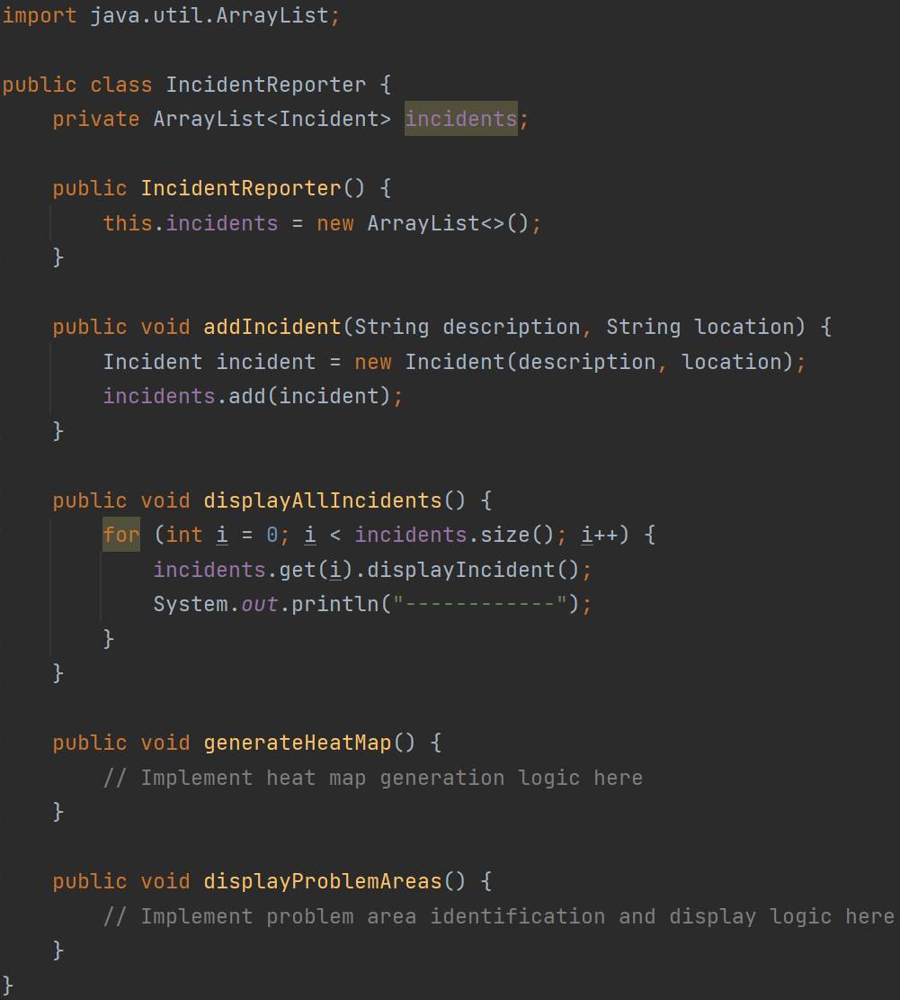 import java.util.ArrayList;

public class IncidentReporter {
    private ArrayList<Incident> incidents;

    public IncidentReporter() {
        this.incidents = new ArrayList<>();
    }

    public void addIncident(String description, String location) {
        Incident incident = new Incident(description, location);
        incidents.add(incident);
    }

    public void displayAllIncidents() {
        for (int i = 0; i < incidents.size(); i++) {
            incidents.get(i).displayIncident();
            System.out.println("------------");
        }
    }

    public void generateHeatMap() {
        // Implement heat map generation logic here
    }

    public void displayProblemAreas() {
        // Implement problem area identification and display logic here
    }
}